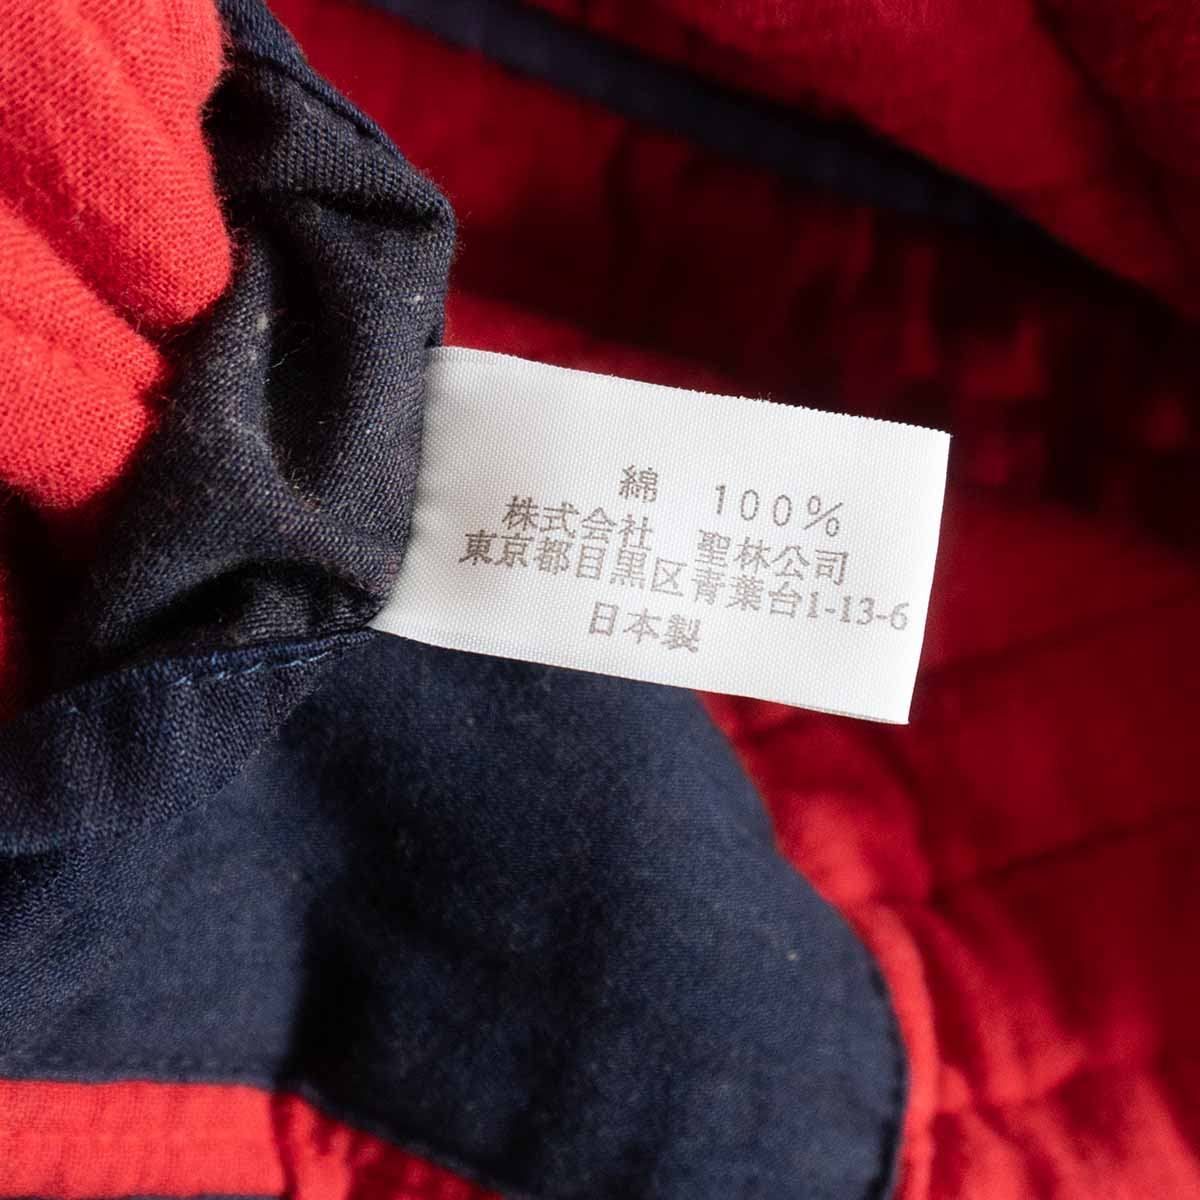 綿　100%
株式会社　聖林公司
東京都目黒区青葉台1-13-6
日本製